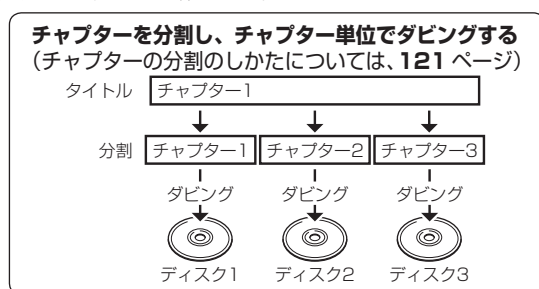 チャプターを分割し、チャプター単位でダビングする
（チャプターの分割のしかたについては、121 ページ）
タイトル チャプター1
分割 チャプター1 チャプター2 チャプター3
ダビング ダビング ダビング
ディスク1 ディスク2 ディスク3